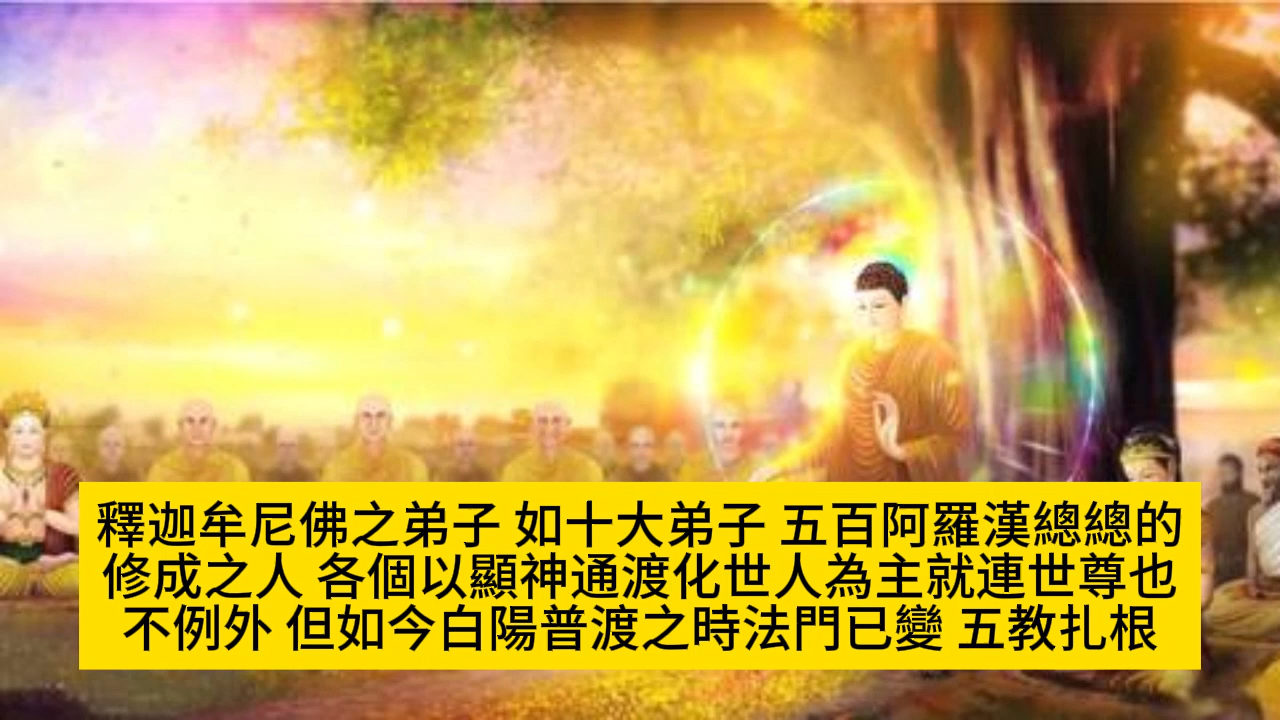 釋迦牟尼佛之弟子 如十大弟子 五百阿羅漢總總的
修成之人 各個以顯神通渡化世人為主就連世尊也
不例外 但如今白陽普渡之時法門已變 五教扎根